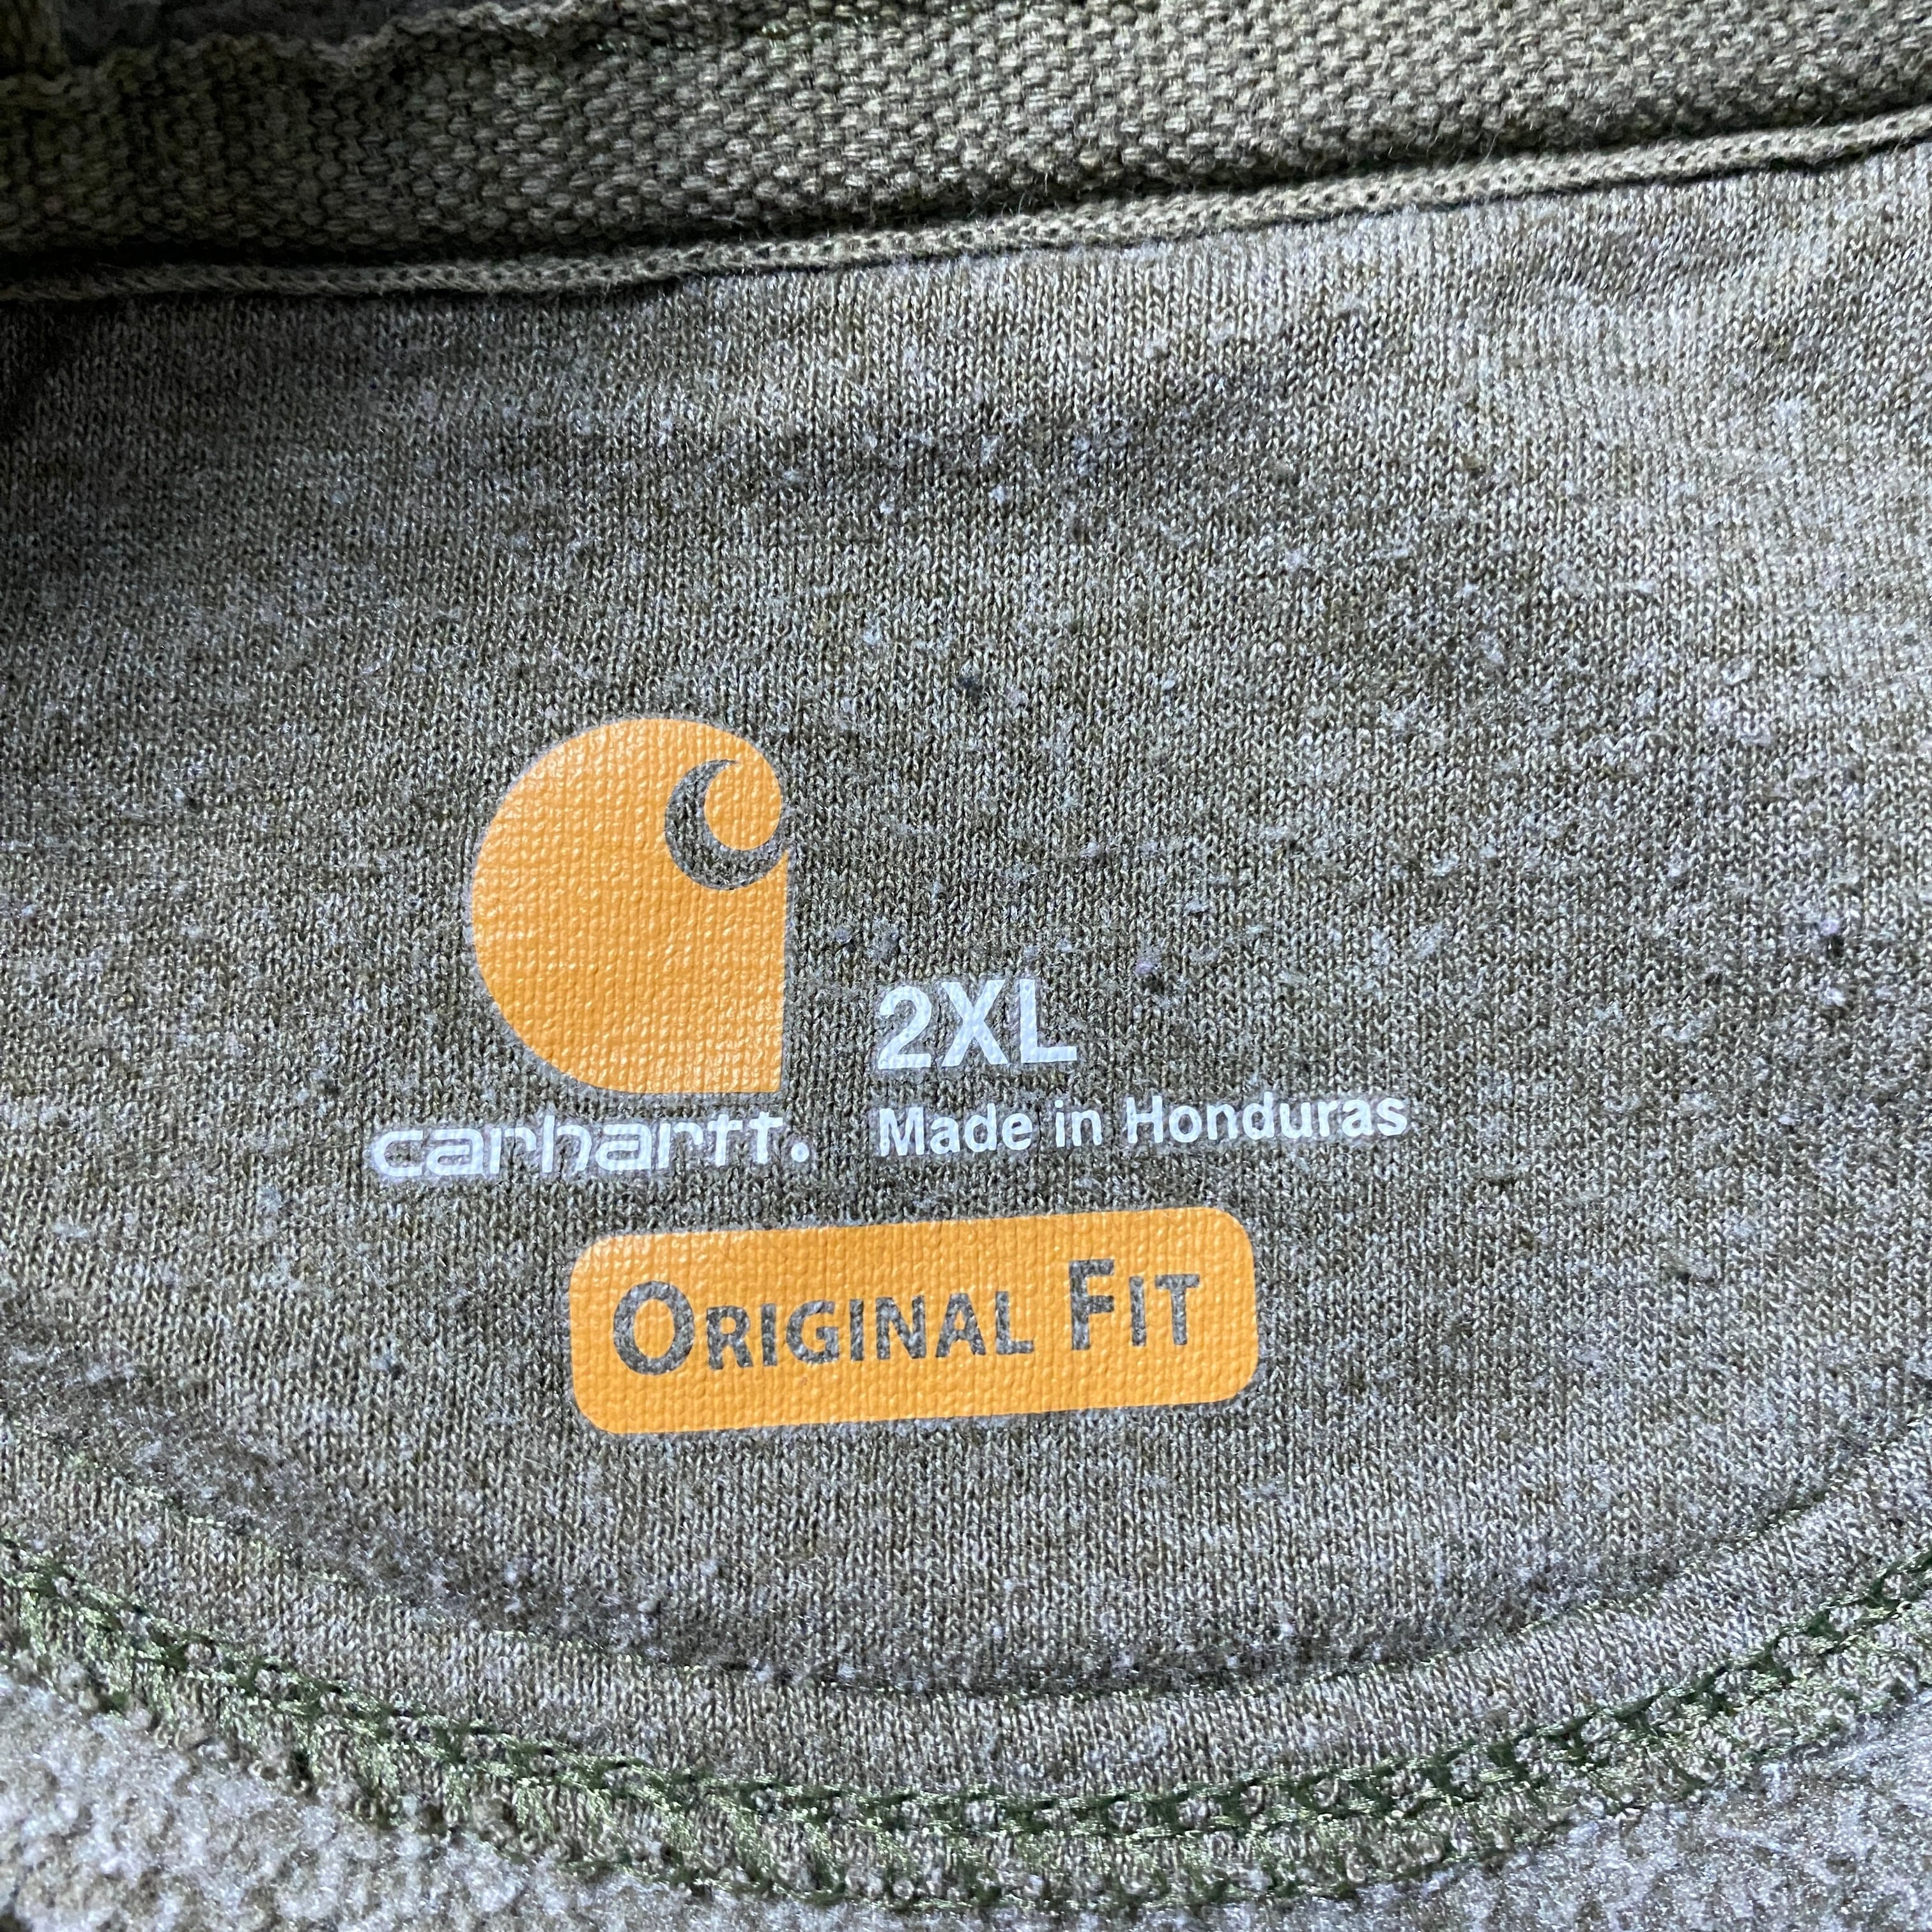 2XL
carhartt.
Made in Honduras
ORIGINAL FIT